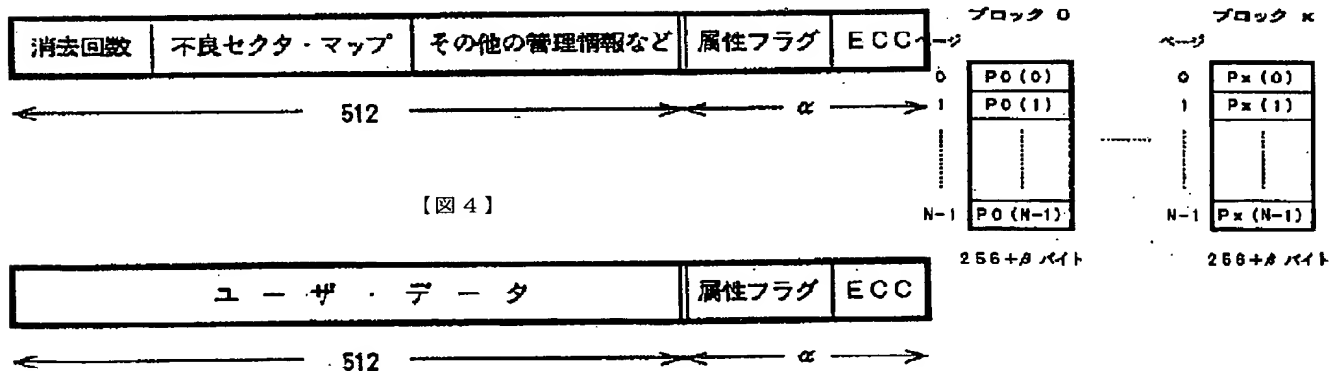 消去回数 不良セクタ・マップ その他の管理情報など 属性フラグ ECC
512 α
【図4】
ユーザ・データ 属性フラグ ECC
512 α
ブロック 0
ページ
0 P0(0)
1 P0(1)
N-1 P0(N-1)
256+β バイト
ブロック x
ページ
0 Px(0)
1 Px(1)
N-1 Px(N-1)
256+β バイト